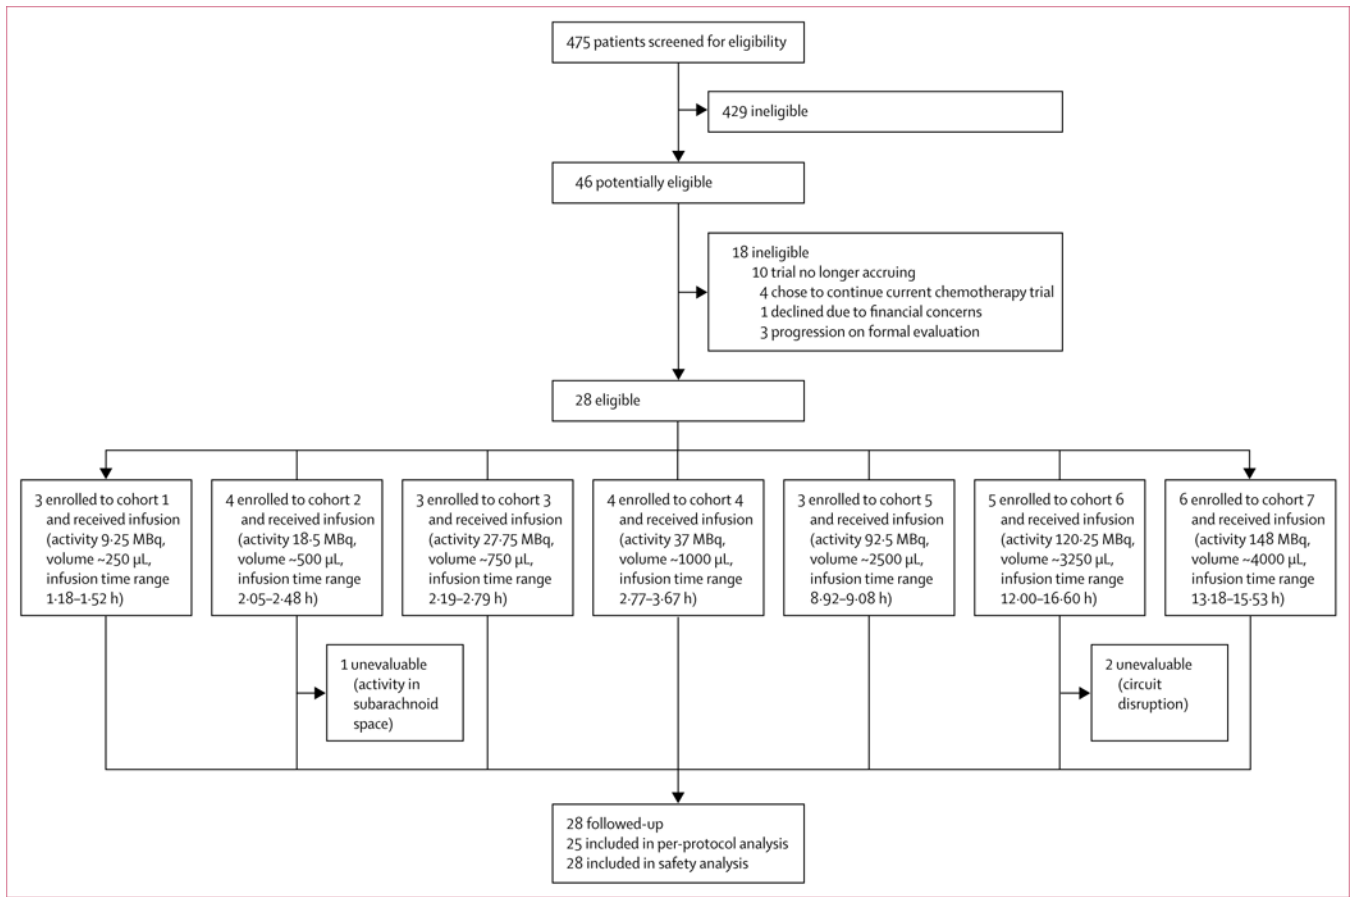 475 patients screened for eligibility
429 ineligible
46 potentially eligible
18 ineligible
10 trial no longer accruing
4 chose to continue current chemotherapy trial
1 declined due to financial concerns
3 progression on formal evaluation
28 eligible
3 enrolled to cohort 1
and received infusion
(activity 9·25 MBq,
volume ~250 µL,
infusion time range
1·18–1·52 h)
4 enrolled to cohort 2
and received infusion
(activity 18·5 MBq,
volume ~500 µL,
infusion time range
2·05–2·48 h)
3 enrolled to cohort 3
and received infusion
(activity 27·75 MBq,
volume ~750 µL,
infusion time range
2·19–2·79 h)
4 enrolled to cohort 4
and received infusion
(activity 37 MBq,
volume ~1000 µL,
infusion time range
2·77–3·67 h)
3 enrolled to cohort 5
and received infusion
(activity 92·5 MBq,
volume ~2500 µL,
infusion time range
8·92–9·08 h)
5 enrolled to cohort 6
and received infusion
(activity 120·25 MBq,
volume ~3250 µL,
infusion time range
12·00–16·60 h)
6 enrolled to cohort 7
and received infusion
(activity 148 MBq,
volume ~4000 µL,
infusion time range
13·18–15·53 h)
1 unevaluable
(activity in
subarachnoid
space)
2 unevaluable
(circuit
disruption)
28 followed-up
25 included in per-protocol analysis
28 included in safety analysis